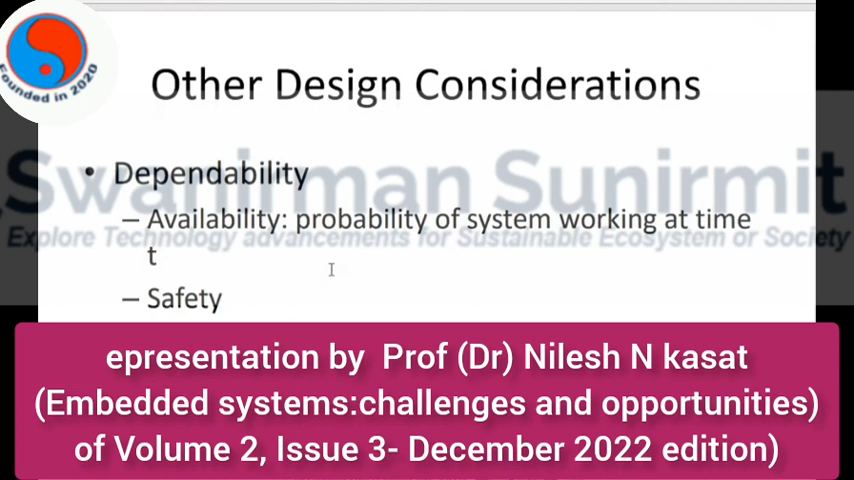 Founded in 2020
Other Design Considerations
• Dependability
– Availability: probability of system working at time
t
– Safety
Swanirman Sunirmit
Explore Technology advancements for Sustainable Ecosystem or Society
epresentation by Prof (Dr) Nilesh N kasat
(Embedded systems:challenges and opportunities)
of Volume 2, Issue 3- December 2022 edition)